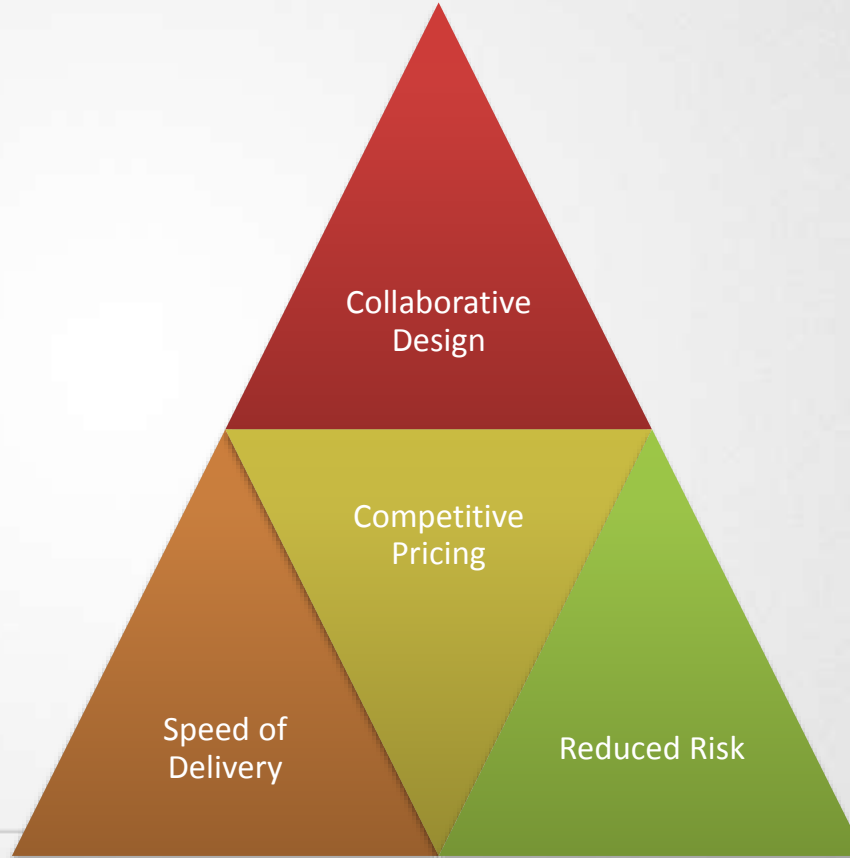 Collaborative
Design
Competitive
Pricing
Speed of
Delivery
Reduced Risk